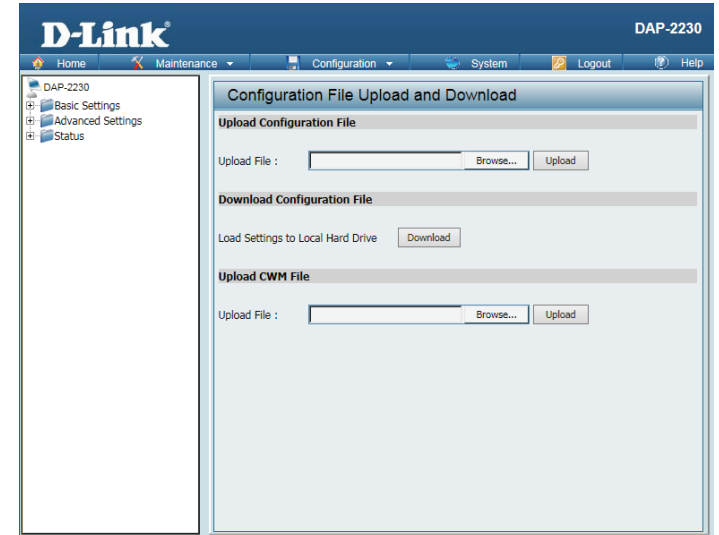 D-Link®
DAP-2230
Home Maintenance Configuration System Logout Help
DAP-2230
Basic Settings
Advanced Settings
Status
Configuration File Upload and Download
Upload Configuration File
Upload File : Browse... Upload
Download Configuration File
Load Settings to Local Hard Drive Download
Upload CWM File
Upload File : Browse... Upload